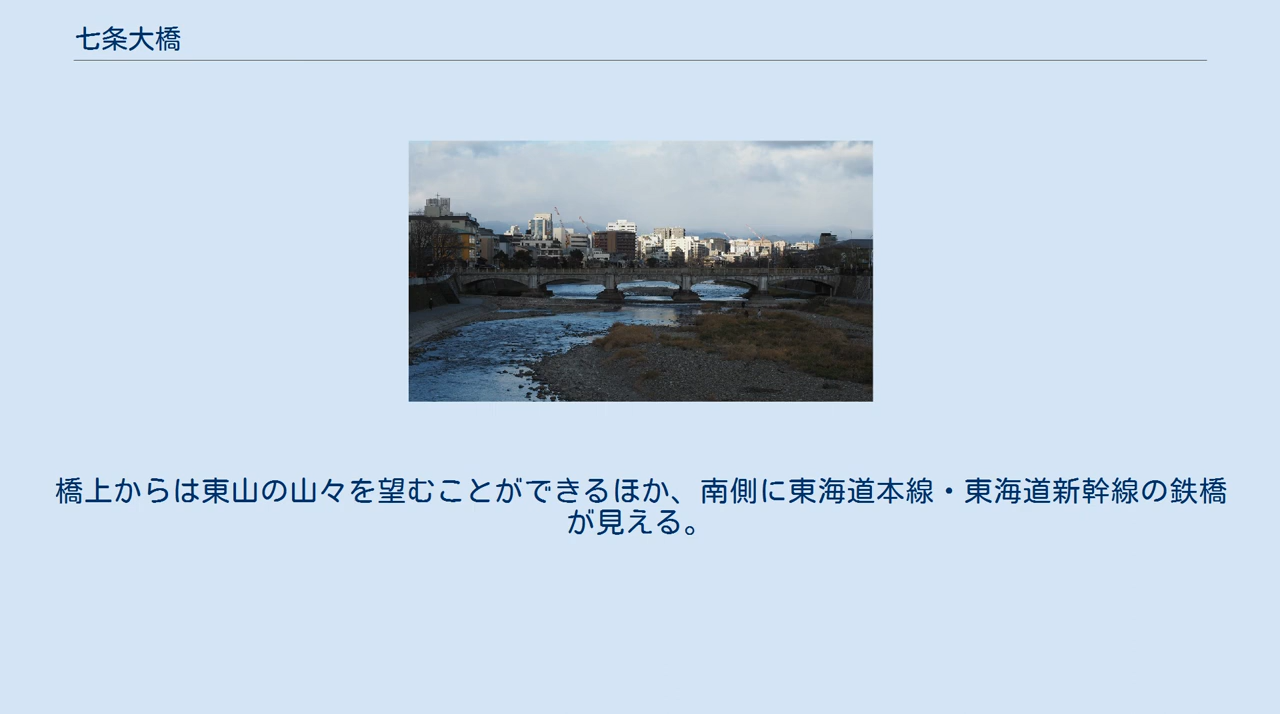 七条大橋
橋上からは東山の山々を望むことができるほか、南側に東海道本線・東海道新幹線の鉄橋
が見える。